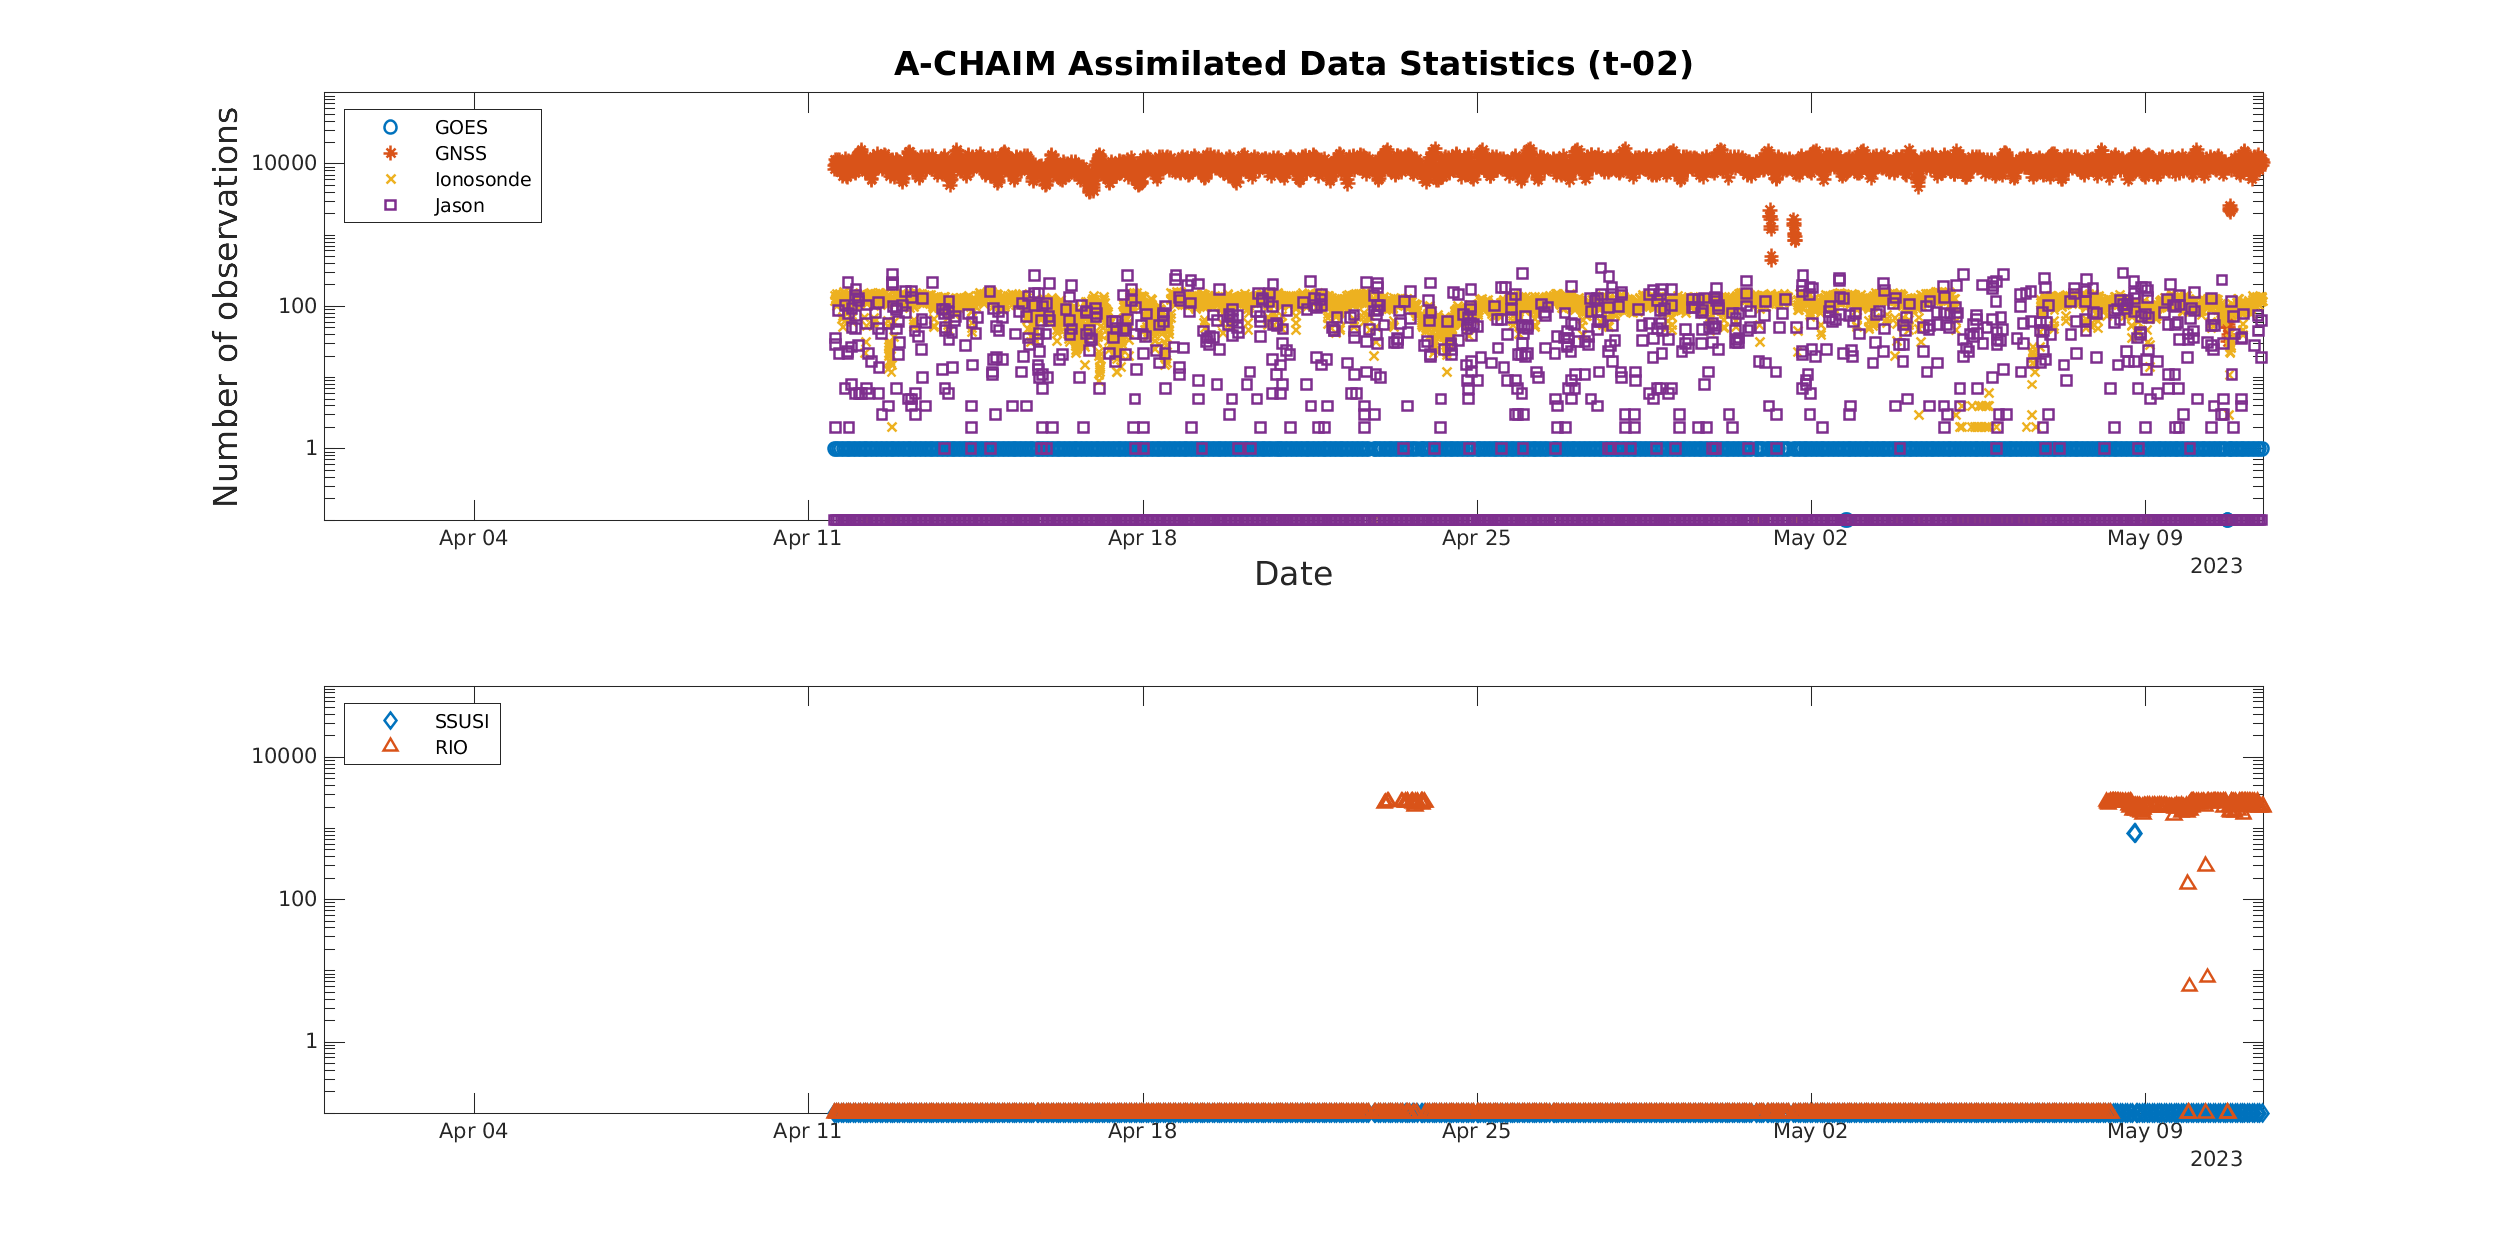 A-CHAIM Assimilated Data Statistics (t-02)
Number of observations
10000
100
1
GOES
GNSS
Ionosonde
Jason
Apr 04 Apr 11 Apr 18 Apr 25 May 02 May 09
2023
Date
10000
100
1
SSUSI
RIO
Apr 04 Apr 11 Apr 18 Apr 25 May 02 May 09
2023